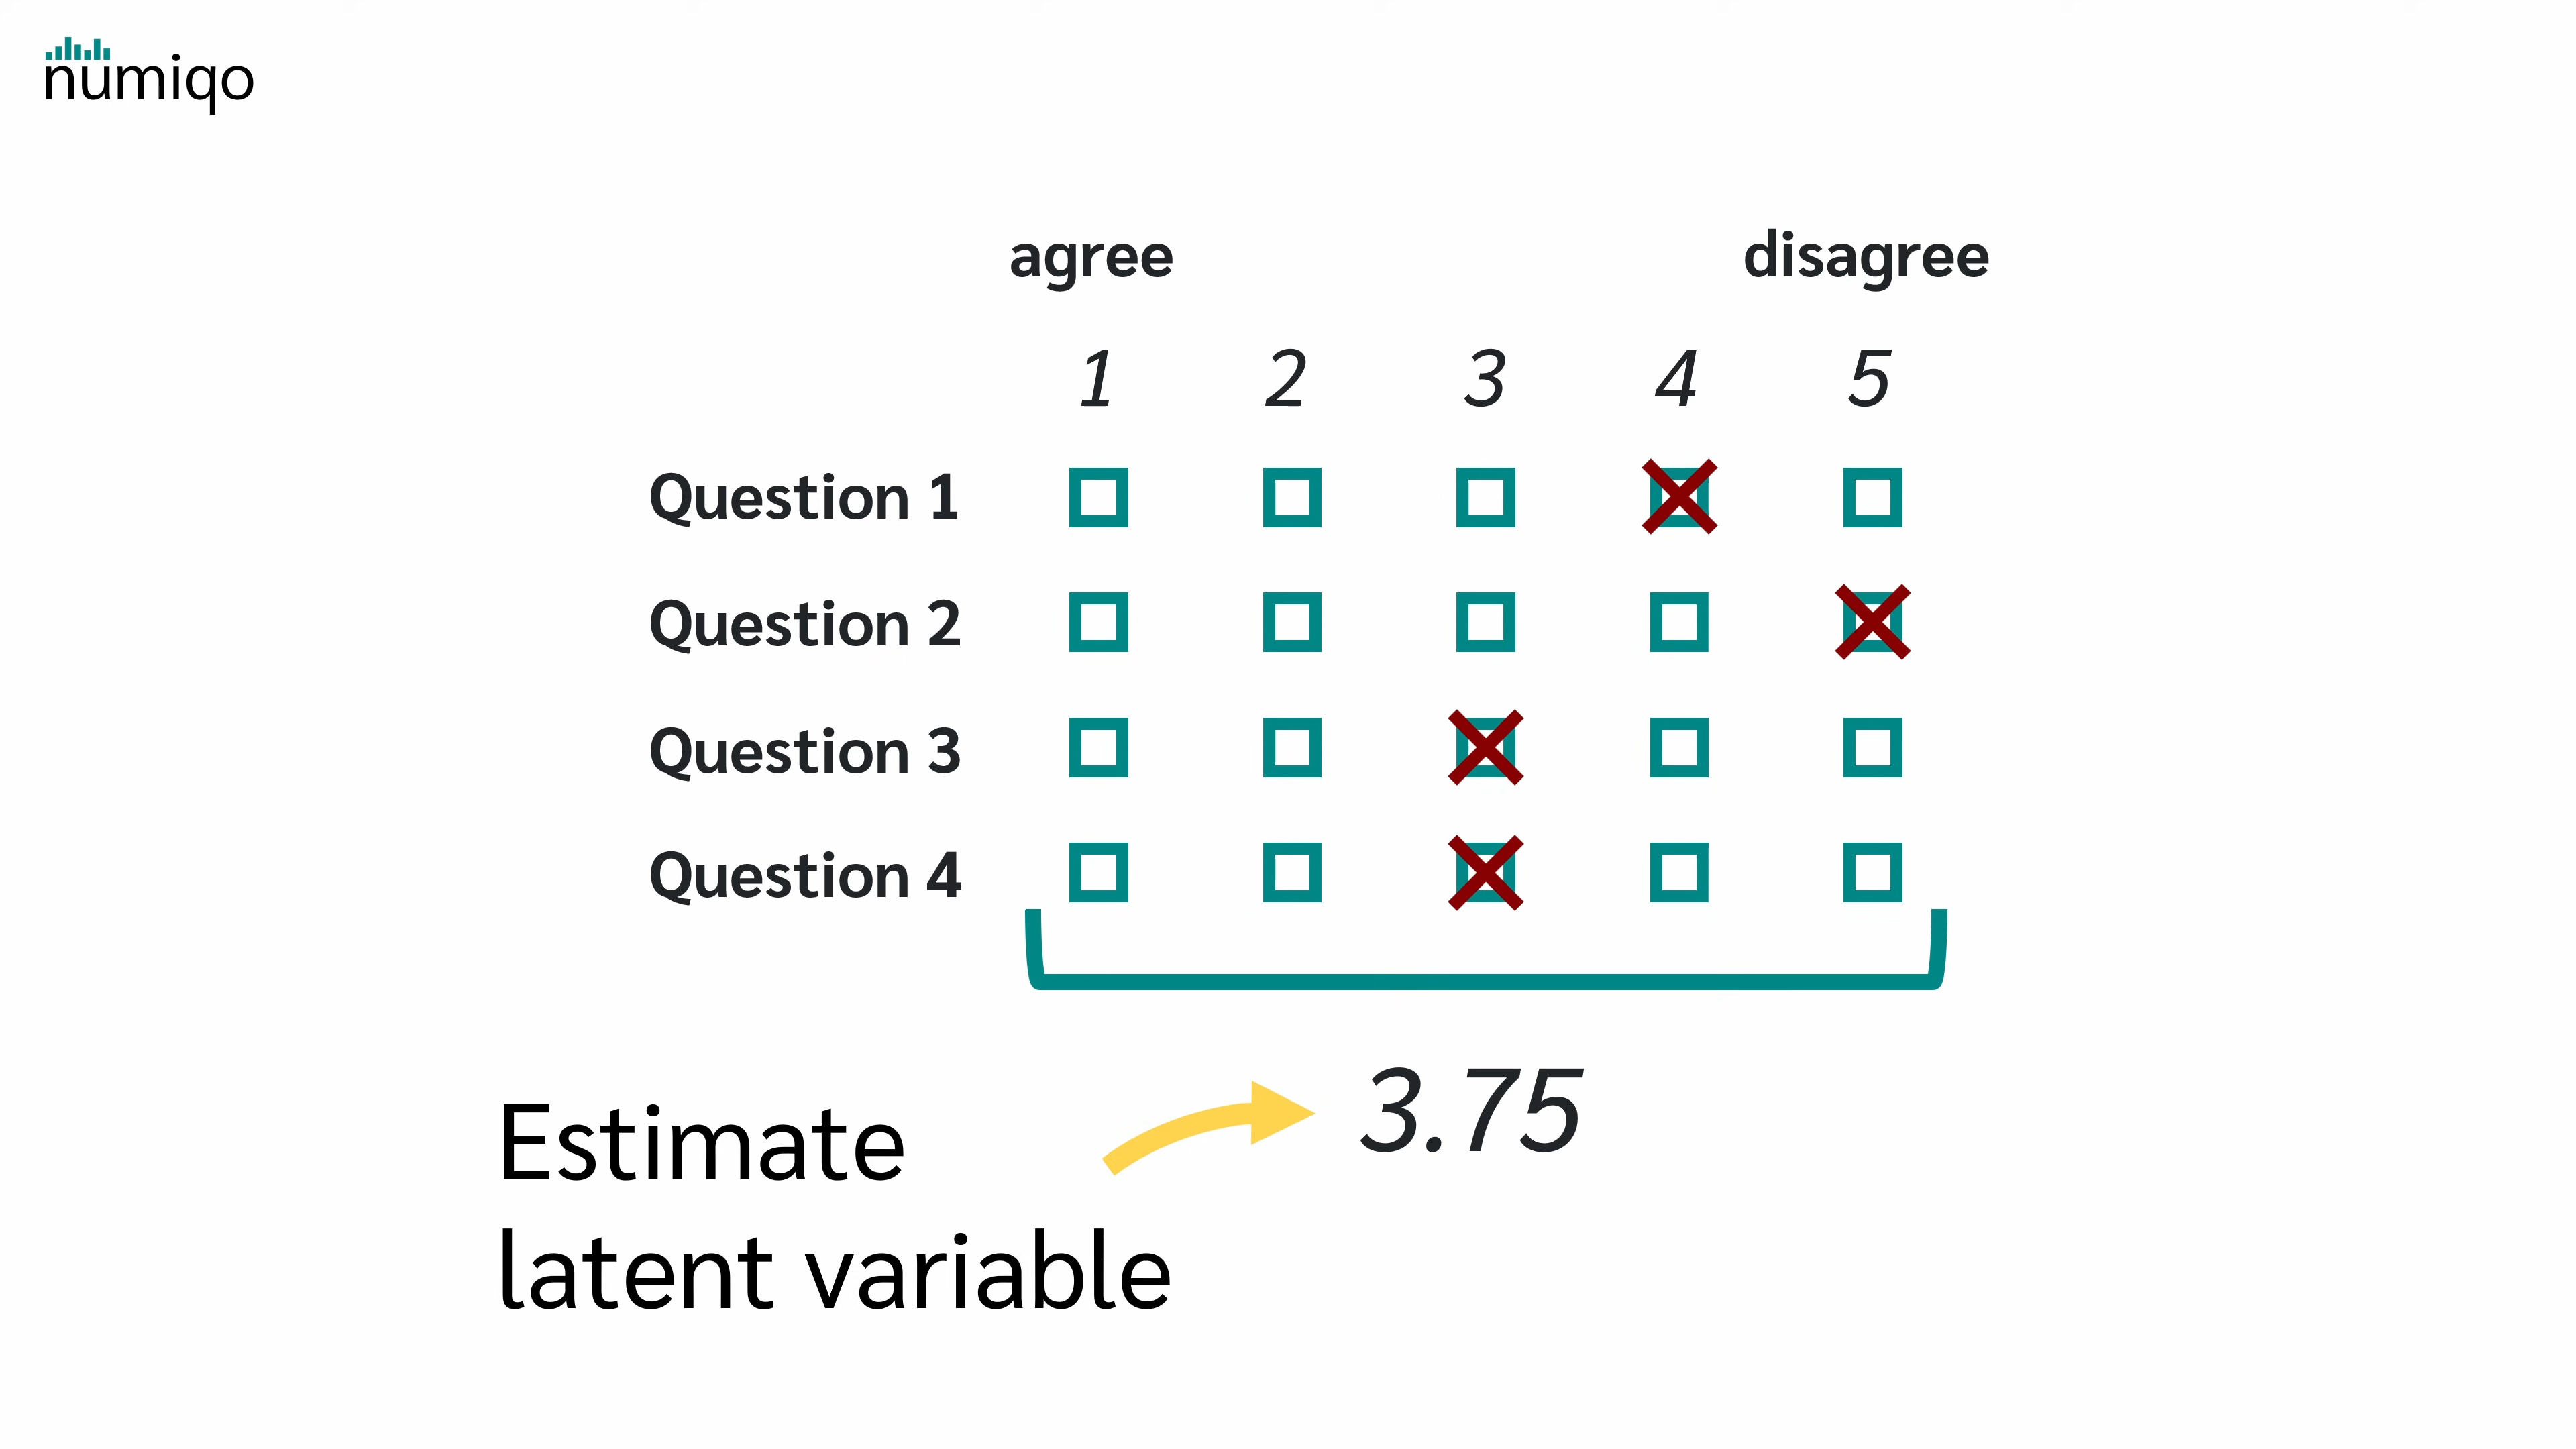 numiqo
agree disagree
1 2 3 4 5
Question 1
Question 2
Question 3
Question 4
3.75
Estimate
latent variable